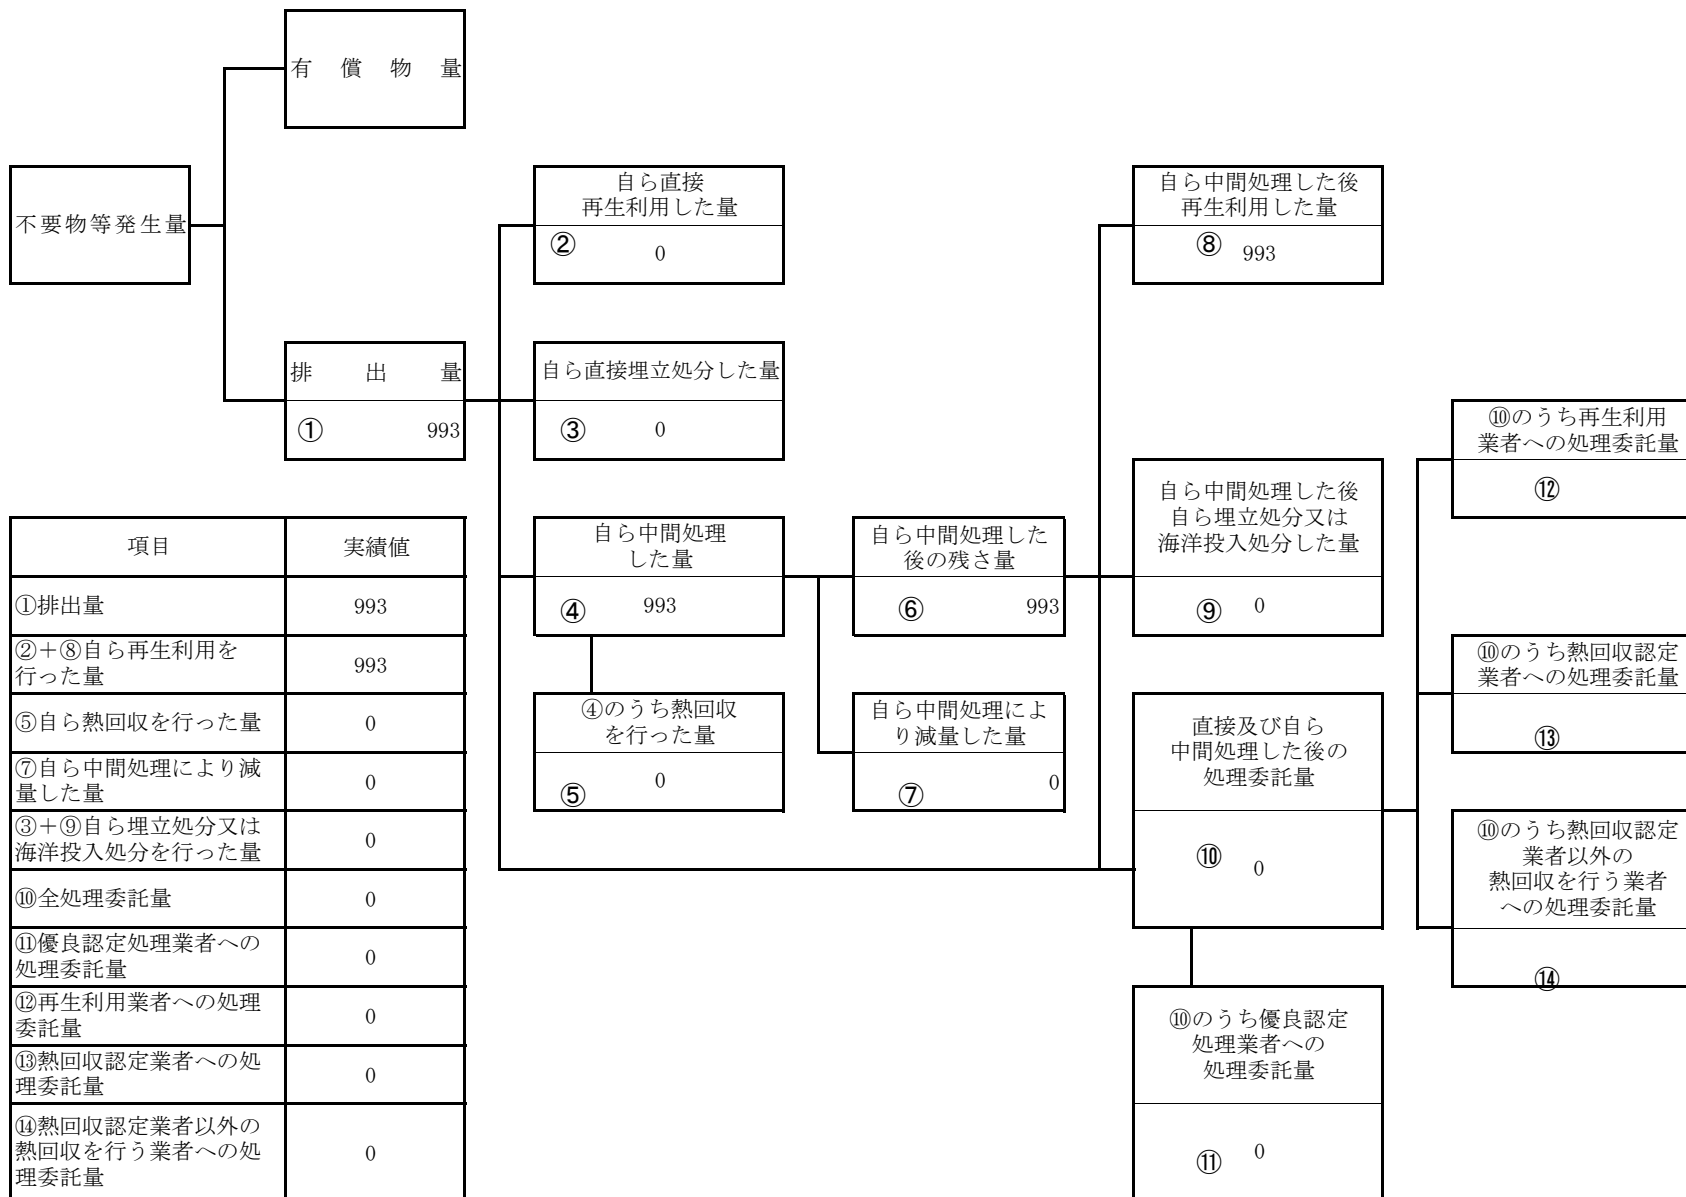 有償物量
不要物等発生量
排出量
① 993
自ら直接
再生利用した量
② 0
自ら直接埋立処分した量
③ 0
自ら中間処理
した量
④ 993
④のうち熱回収
を行った量
⑤ 0
自ら中間処理した
後の残さ量
⑥ 993
自ら中間処理によ
り減量した量
⑦ 0
自ら中間処理した後
再生利用した量
⑧ 993
自ら中間処理した後
自ら埋立処分又は
海洋投入処分した量
⑨ 0
直接及び自ら
中間処理した後の
処理委託量
⑩ 0
⑩のうち優良認定
処理業者への
処理委託量
⑪ 0
⑩のうち再生利用
業者への処理委託量
⑫
⑩のうち熱回収認定
業者への処理委託量
⑬
⑩のうち熱回収認定
業者以外の
熱回収を行う業者
への処理委託量
⑭
項目 実績値
①排出量 993
②＋⑧自ら再生利用を
行った量 993
⑤自ら熱回収を行った量 0
⑦自ら中間処理により減
量した量 0
③＋⑨自ら埋立処分又は
海洋投入処分を行った量 0
⑩全処理委託量 0
⑪優良認定処理業者への
処理委託量 0
⑫再生利用業者への処理
委託量 0
⑬熱回収認定業者への処
理委託量 0
⑭熱回収認定業者以外の
熱回収を行う業者への処
理委託量 0